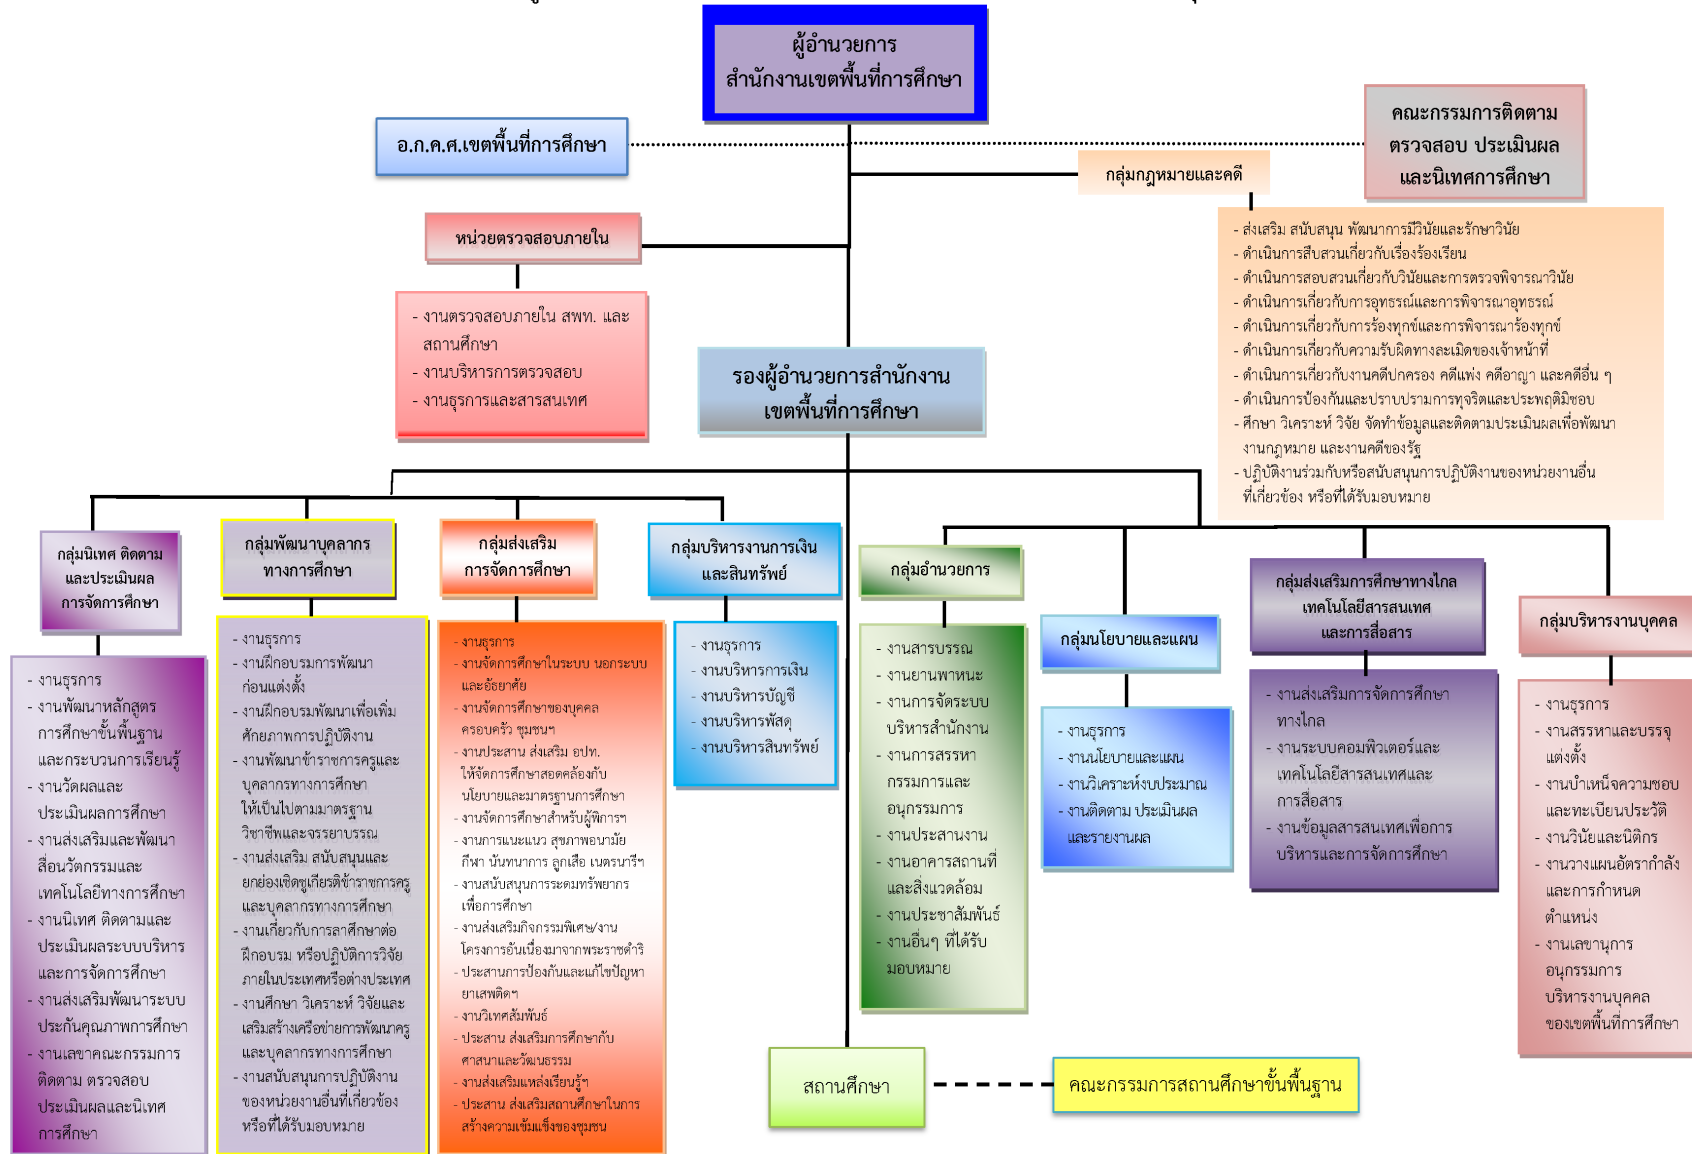 ผู้อำนวยการ
สำนักงานเขตพื้นที่การศึกษา
อ.ก.ค.ศ.เขตพื้นที่การศึกษา
คณะกรรมการติดตาม
ตรวจสอบ ประเมินผล
และนิเทศการศึกษา
กลุ่มกฎหมายและคดี
- ส่งเสริม สนับสนุน พัฒนาการมีวินัยและรักษาวินัย
- ดำเนินการสืบสวนเกี่ยวกับเรื่องร้องเรียน
- ดำเนินการสอบสวนเกี่ยวกับวินัยและการตรวจพิจารณาวินัย
- ดำเนินการเกี่ยวกับการอุทธรณ์และการพิจารณาอุทธรณ์
- ดำเนินการเกี่ยวกับการร้องทุกข์และการพิจารณาร้องทุกข์
- ดำเนินการเกี่ยวกับความรับผิดทางละเมิดของเจ้าหน้าที่
- ดำเนินการเกี่ยวกับงานคดีปกครอง คดีแพ่ง คดีอาญา และคดีอื่น ๆ
- ดำเนินการป้องกันและปราบปรามการทุจริตและประพฤติมิชอบ
- ศึกษา วิเคราะห์ วิจัย จัดทำข้อมูลและติดตามประเมินผลเพื่อพัฒนา
งานกฎหมาย และงานคดีของรัฐ
- ปฏิบัติงานร่วมกับหรือสนับสนุนการปฏิบัติงานของหน่วยงานอื่น
ที่เกี่ยวข้อง หรือที่ได้รับมอบหมาย
หน่วยตรวจสอบภายใน
- งานตรวจสอบภายใน สพท. และ
สถานศึกษา
- งานบริหารการตรวจสอบ
- งานธุรการและสารสนเทศ
รองผู้อำนวยการสำนักงาน
เขตพื้นที่การศึกษา
กลุ่มนิเทศ ติดตาม
และประเมินผล
การจัดการศึกษา
- งานธุรการ
- งานพัฒนาหลักสูตร
การศึกษาขั้นพื้นฐาน
และกระบวนการเรียนรู้
- งานวัดผลและ
ประเมินผลการศึกษา
- งานส่งเสริมและพัฒนา
สื่อนวัตกรรมและ
เทคโนโลยีทางการศึกษา
- งานนิเทศ ติดตามและ
ประเมินผลระบบบริหาร
และการจัดการศึกษา
- งานส่งเสริมพัฒนาระบบ
ประกันคุณภาพการศึกษา
- งานเลขาคณะกรรมการ
ติดตาม ตรวจสอบ
ประเมินผลและนิเทศ
การศึกษา
กลุ่มพัฒนาบุคลากร
ทางการศึกษา
- งานธุรการ
- งานฝึกอบรมการพัฒนา
ก่อนแต่งตั้ง
- งานฝึกอบรมพัฒนาเพื่อเพิ่ม
ศักยภาพการปฏิบัติงาน
- งานพัฒนาข้าราชการครูและ
บุคลากรทางการศึกษา
ให้เป็นไปตามมาตรฐาน
วิชาชีพและจรรยาบรรณ
- งานส่งเสริม สนับสนุนและ
ยกย่องเชิดชูเกียรติข้าราชการครู
และบุคลากรทางการศึกษา
- งานเกี่ยวกับการลาศึกษาต่อ
ฝึกอบรม หรือปฏิบัติการวิจัย
ภายในประเทศหรือต่างประเทศ
- งานศึกษา วิเคราะห์ วิจัยและ
เสริมสร้างเครือข่ายการพัฒนาครู
และบุคลากรทางการศึกษา
- งานสนับสนุนการปฏิบัติงาน
ของหน่วยงานอื่นที่เกี่ยวข้อง
หรือที่ได้รับมอบหมาย
กลุ่มส่งเสริม
การจัดการศึกษา
- งานธุรการ
- งานจัดการศึกษาในระบบ นอกระบบ
และอัธยาศัย
- งานจัดการศึกษาของบุคคล
ครอบครัว ชุมชนฯ
- งานประสาน ส่งเสริม อปท.
ให้จัดการศึกษาสอดคล้องกับ
นโยบายและมาตรฐานการศึกษา
- งานจัดการศึกษาสำหรับผู้พิการฯ
- งานการแนะแนว สุขภาพอนามัย
กีฬา นันทนาการ ลูกเสือ เนตรนารีฯ
- งานสนับสนุนการระดมทรัพยากร
เพื่อการศึกษา
- งานส่งเสริมกิจกรรมพิเศษ/งาน
โครงการอันเนื่องมาจากพระราชดำริ
- ประสานการป้องกันและแก้ไขปัญหา
ยาเสพติดฯ
- งานวิเทศสัมพันธ์
- ประสาน ส่งเสริมการศึกษากับ
ศาสนาและวัฒนธรรม
- งานส่งเสริมแหล่งเรียนรู้ฯ
- ประสาน ส่งเสริมสถานศึกษาในการ
สร้างความเข้มแข็งของชุมชน
กลุ่มบริหารงานการเงิน
และสินทรัพย์
- งานธุรการ
- งานบริหารการเงิน
- งานบริหารบัญชี
- งานบริหารพัสดุ
- งานบริหารสินทรัพย์
กลุ่มอำนวยการ
- งานสารบรรณ
- งานยานพาหนะ
- งานการจัดระบบ
บริหารสำนักงาน
- งานการสรรหา
กรรมการและ
อนุกรรมการ
- งานประสานงาน
- งานอาคารสถานที่
และสิ่งแวดล้อม
- งานประชาสัมพันธ์
- งานอื่นๆ ที่ได้รับ
มอบหมาย
กลุ่มนโยบายและแผน
- งานธุรการ
- งานนโยบายและแผน
- งานวิเคราะห์งบประมาณ
- งานติดตาม ประเมินผล
และรายงานผล
กลุ่มส่งเสริมการศึกษาทางไกล
เทคโนโลยีสารสนเทศ
และการสื่อสาร
- งานส่งเสริมการจัดการศึกษา
ทางไกล
- งานระบบคอมพิวเตอร์และ
เทคโนโลยีสารสนเทศและ
การสื่อสาร
- งานข้อมูลสารสนเทศเพื่อการ
บริหารและการจัดการศึกษา
กลุ่มบริหารงานบุคคล
- งานธุรการ
- งานสรรหาและบรรจุ
แต่งตั้ง
- งานบำเหน็จความชอบ
และทะเบียนประวัติ
- งานวินัยและนิติกร
- งานวางแผนอัตรากำลัง
และการกำหนด
ตำแหน่ง
- งานเลขานุการ
อนุกรรมการ
บริหารงานบุคคล
ของเขตพื้นที่การศึกษา
สถานศึกษา
คณะกรรมการสถานศึกษาขั้นพื้นฐาน